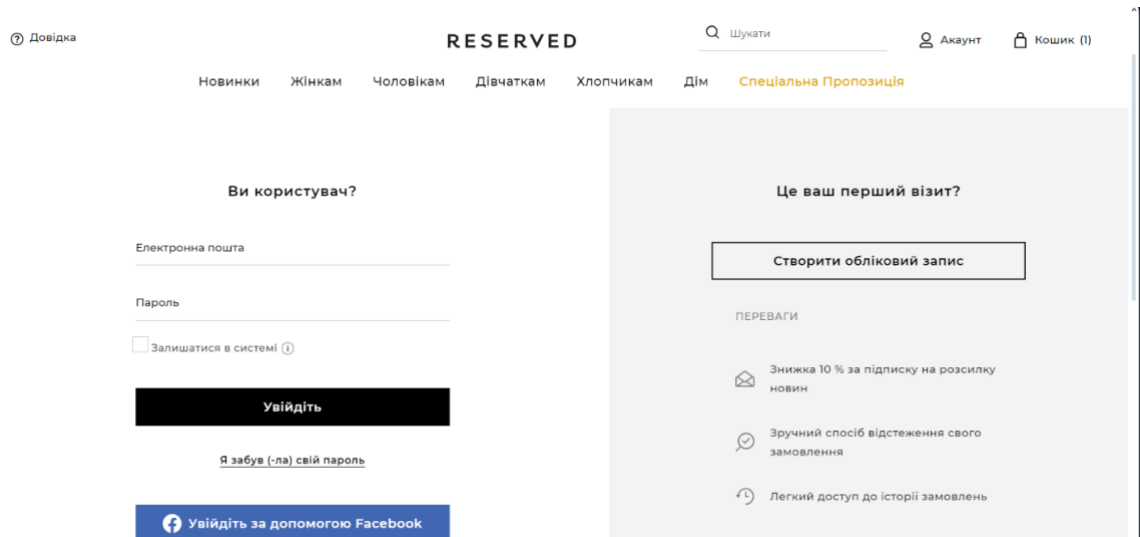 Довідка
RESERVED
Шукати
Акаунт
Кошик (1)
Новинки Жінкам Чоловікам Дівчаткам Хлопчикам Дім Спеціальна Пропозиція
Ви користувач?
Електронна пошта
Пароль
Залишатися в системі
Увійдіть
Я забув (-ла) свій пароль
Увійдіть за допомогою Facebook
Це ваш перший візит?
Створити обліковий запис
ПЕРЕВАГИ
Знижка 10 % за підписку на розсилку
новин
Зручний спосіб відстеження свого
замовлення
Легкий доступ до історії замовлень